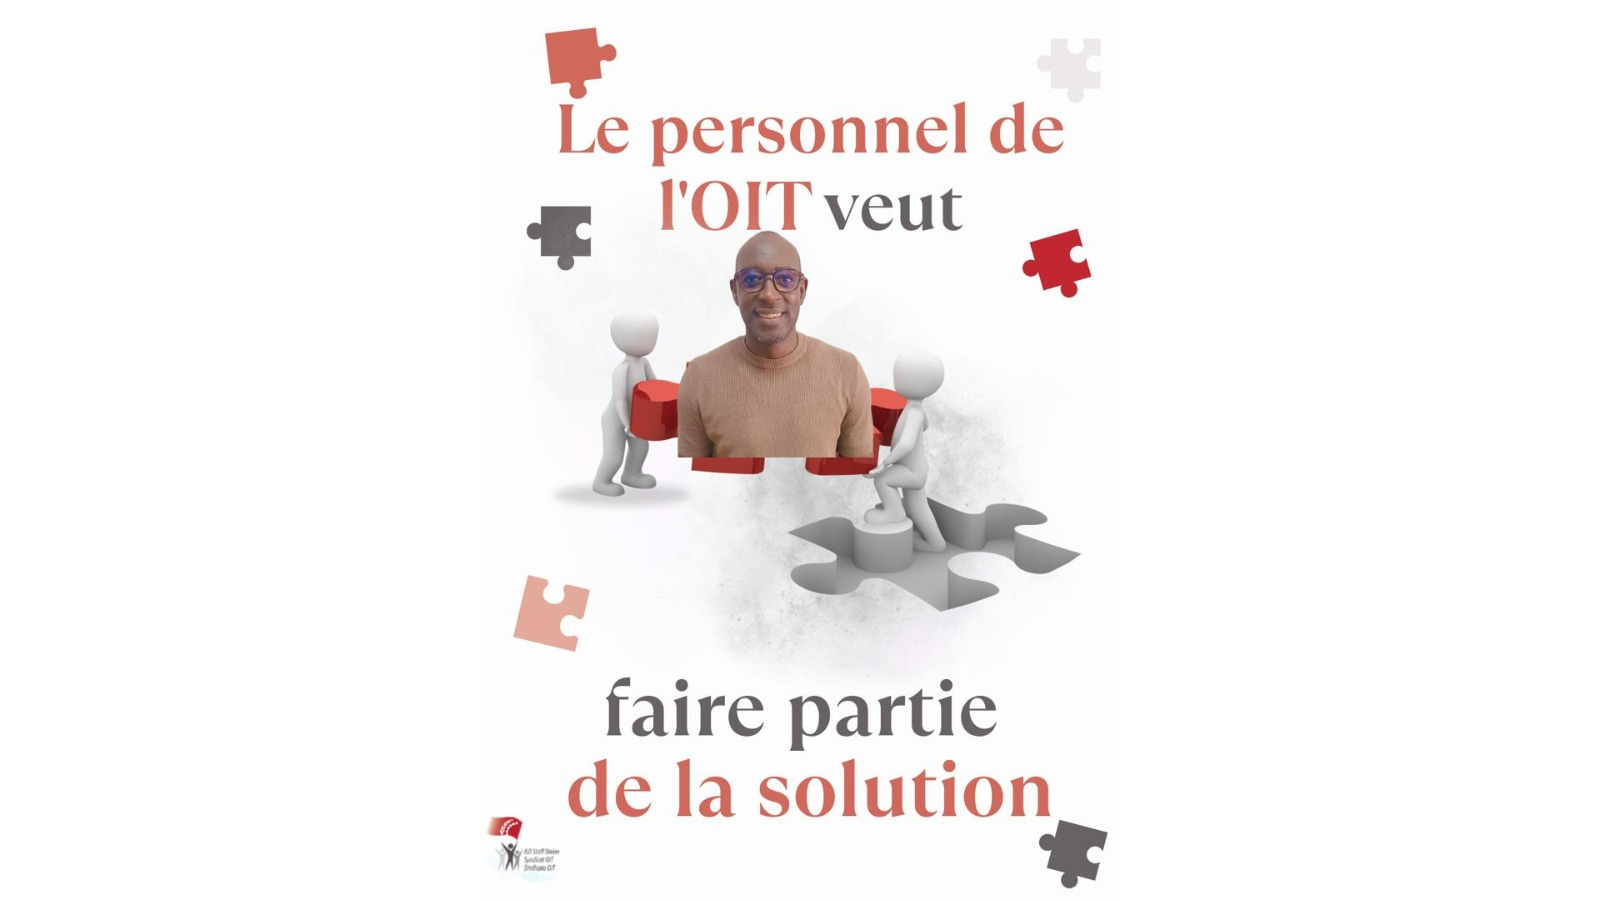 Le personnel de
l'OIT veut
faire partie
de la solution
ILO Staff Union
Syndicat OIT
Sindicato OIT